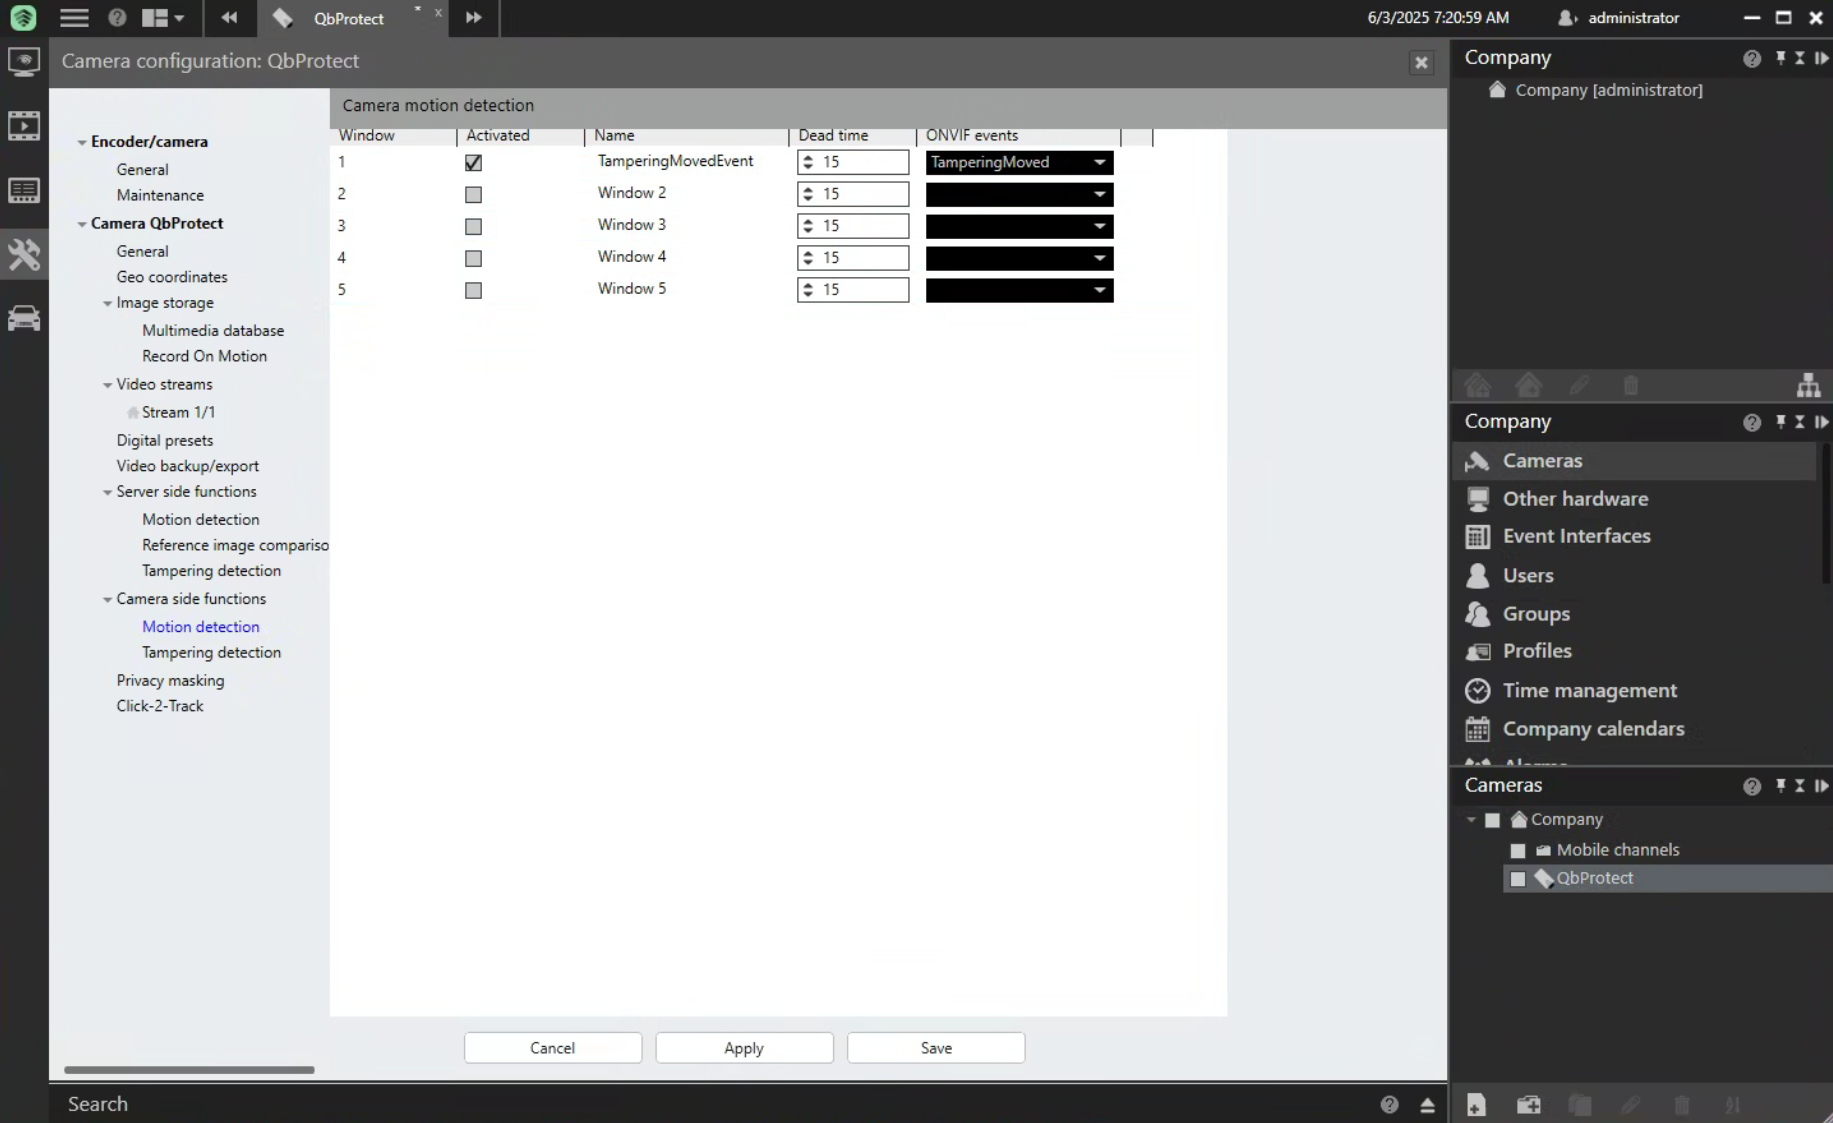 QbProtect
*
x
6/3/2025 7:20:59 AM
administrator
Camera configuration: QbProtect
Encoder/camera
General
Maintenance
Camera QbProtect
General
Geo coordinates
Image storage
Multimedia database
Record On Motion
Video streams
Stream 1/1
Digital presets
Video backup/export
Server side functions
Motion detection
Reference image compariso
Tampering detection
Camera side functions
Motion detection
Tampering detection
Privacy masking
Click-2-Track
Camera motion detection
Window Activated Name Dead time ONVIF events
1 TamperingMovedEvent 15 TamperingMoved
2 Window 2 15
3 Window 3 15
4 Window 4 15
5 Window 5 15
Cancel Apply Save
Search
Company
Company [administrator]
Company
Cameras
Other hardware
Event Interfaces
Users
Groups
Profiles
Time management
Company calendars
Alarms
Cameras
Company
Mobile channels
QbProtect